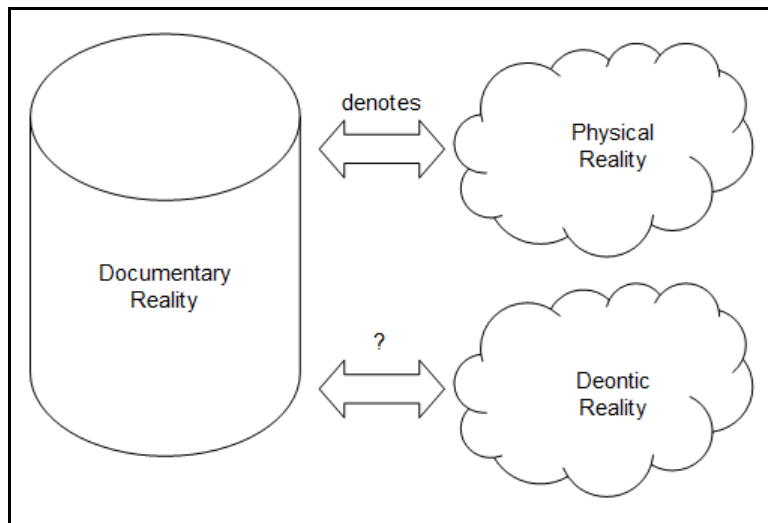 denotes
Physical
Reality
Documentary
Reality
?
Deontic
Reality